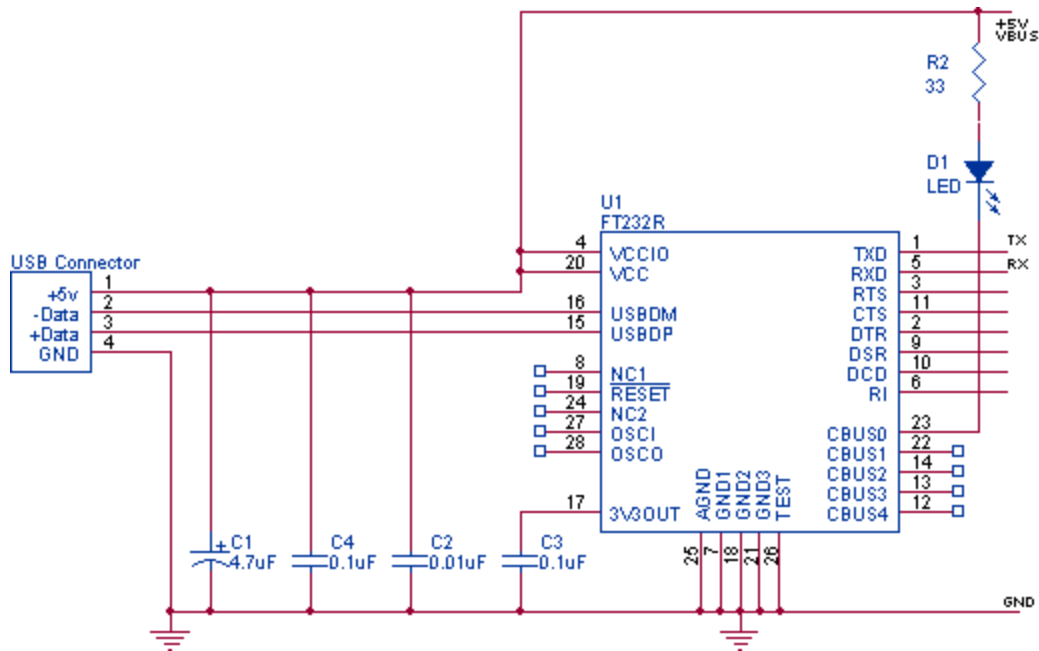 +5V
VBUS
R2
33
D1
LED
U1
FT232R
USB Connector
+5v
-Data
+Data
GND
1
2
3
4
4
20
16
15
8
19
24
27
28
17
VCCIO
VCC
USBDM
USBDP
NC1
RESET
NC2
OSCI
OSCO
3V3OUT
TXD
RXD
RTS
CTS
DTR
DSR
DCD
RI
CBUS0
CBUS1
CBUS2
CBUS3
CBUS4
1
5
3
11
2
9
10
6
23
22
14
13
12
TX
RX
AGND
GND1
GND2
GND3
TEST
25
7
18
21
26
+
C1
4.7uF
C4
0.1uF
C2
0.01uF
C3
0.1uF
GND